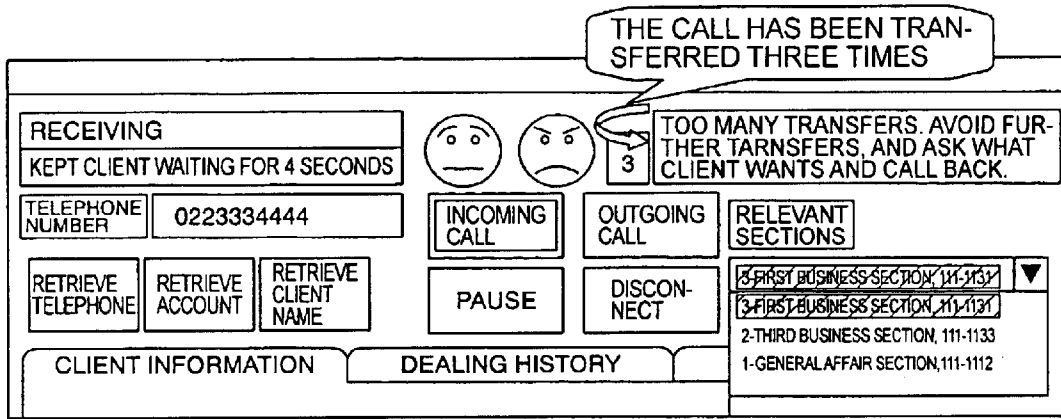 THE CALL HAS BEEN TRAN-
SFERRED THREE TIMES
RECEIVING
KEPT CLIENT WAITING FOR 4 SECONDS
3
TOO MANY TRANSFERS. AVOID FUR-
THER TARNSFERS, AND ASK WHAT
CLIENT WANTS AND CALL BACK.
TELEPHONE
NUMBER
0223334444
INCOMING
CALL
OUTGOING
CALL
RELEVANT
SECTIONS
RETRIEVE
TELEPHONE
RETRIEVE
ACCOUNT
RETRIEVE
CLIENT
NAME
PAUSE
DISCON-
NECT
3-FIRST BUSINESS SECTION, 111-1131
3-FIRST BUSINESS SECTION, 111-1131
2-THIRD BUSINESS SECTION, 111-1133
1-GENERAL AFFAIR SECTION, 111-1112
CLIENT INFORMATION
DEALING HISTORY